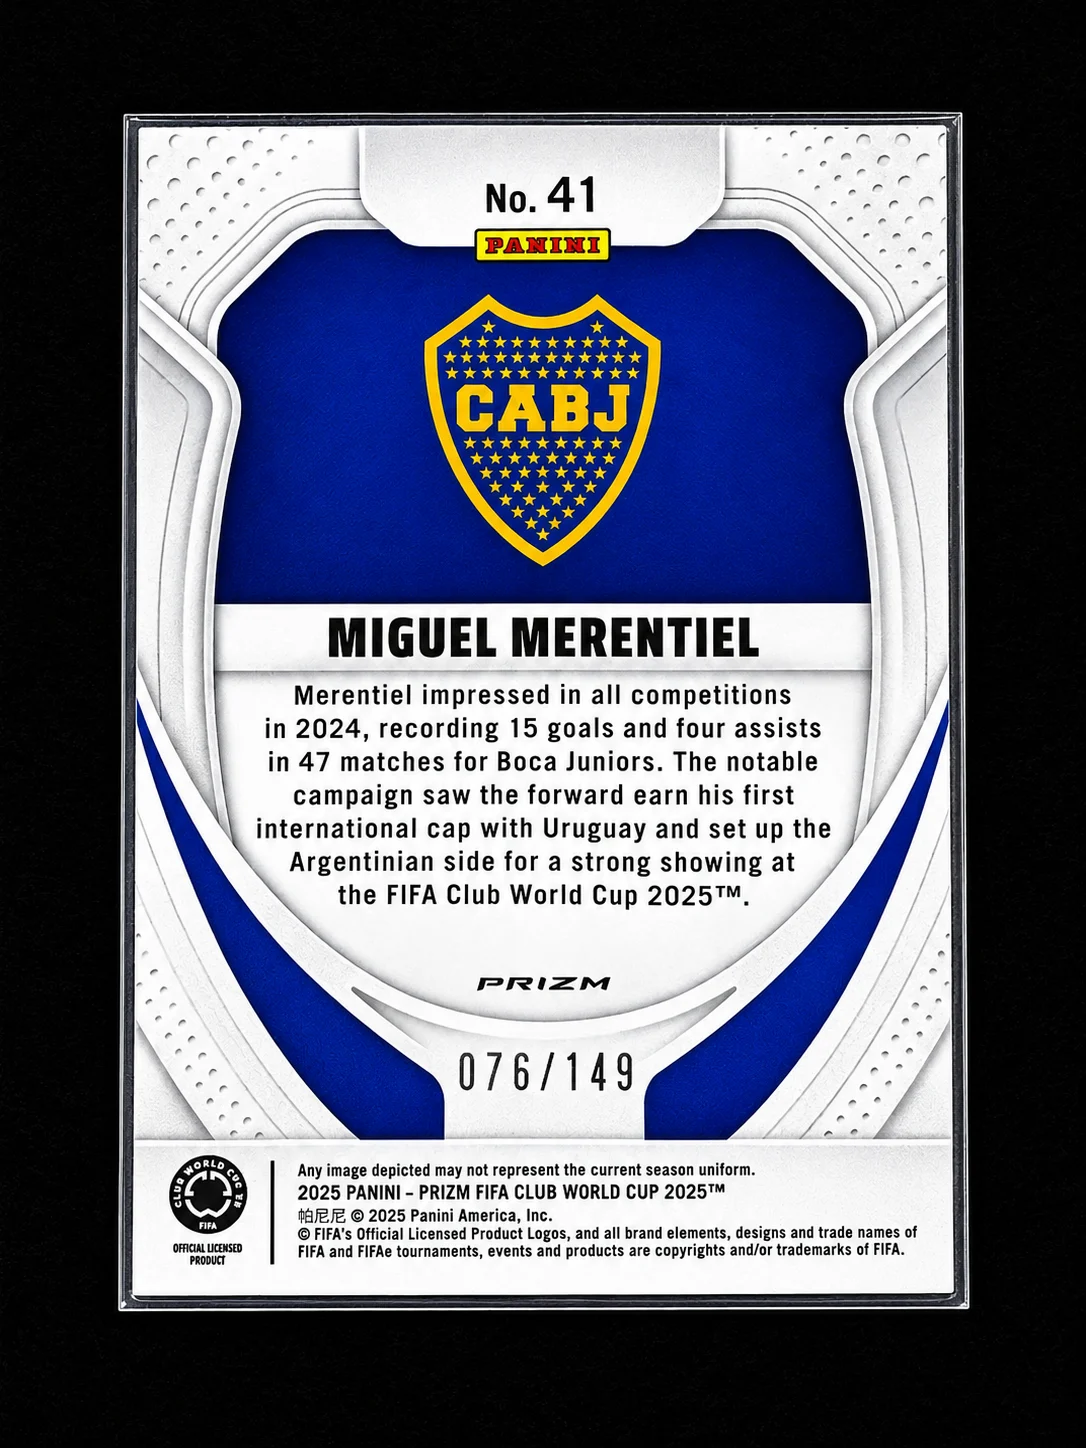 No. 41
PANINI
CABJ
MIGUEL MERENTIEL
Merentiel impressed in all competitions
in 2024, recording 15 goals and four assists
in 47 matches for Boca Juniors. The notable
campaign saw the forward earn his first
international cap with Uruguay and set up the
Argentinian side for a strong showing at
the FIFA Club World Cup 2025™.
PRIZM
076/149
CLUB WORLD CUP
FIFA
OFFICIAL LICENSED
PRODUCT
Any image depicted may not represent the current season uniform.
2025 PANINI – PRIZM FIFA CLUB WORLD CUP 2025™
帕尼尼 © 2025 Panini America, Inc.
© FIFA's Official Licensed Product Logos, and all brand elements, designs and trade names of
FIFA and FIFAe tournaments, events and products are copyrights and/or trademarks of FIFA.